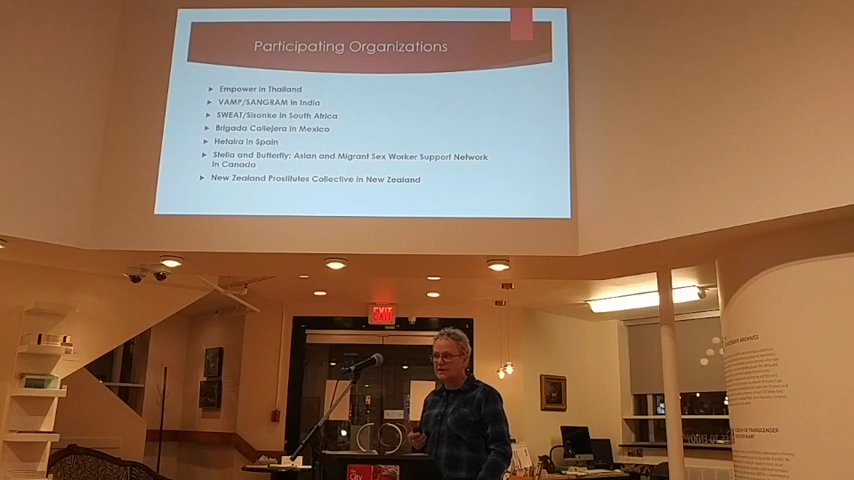 Participating Organizations
Empower in Thailand
VAMP/SANGRAM in India
SWEAT/Sisonke in South Africa
Brigada Callejera in Mexico
Hetaira in Spain
Stella and Butterfly: Asian and Migrant Sex Worker Support Network
in Canada
New Zealand Prostitutes Collective in New Zealand
EXIT
ARCHIVES
TRANSGENDER